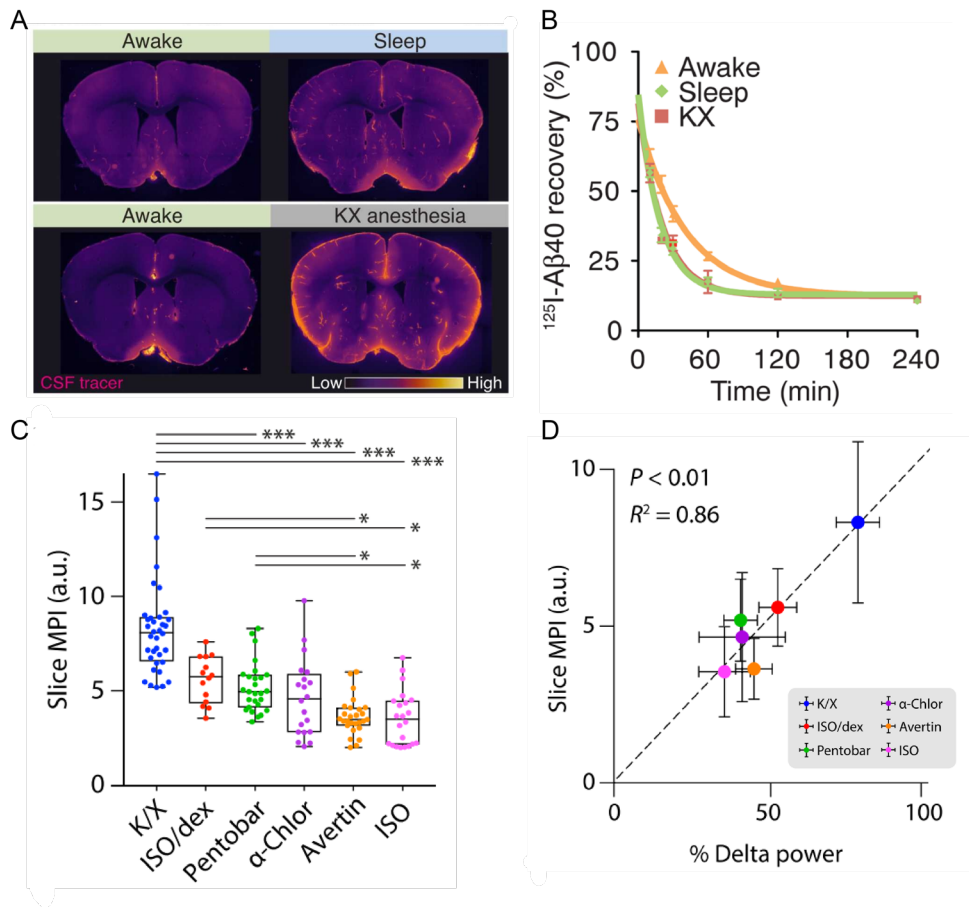 A
Awake
Sleep
Awake
KX anesthesia
CSF tracer
Low
High
B
100
75
50
25
0
¹²⁵I-Aβ40 recovery (%)
Awake
Sleep
KX
0 60 120 180 240
Time (min)
C
***
***
***
***
*
*
*
*
15
10
5
0
Slice MPI (a.u.)
K/X
ISO/dex
Pentobar
α-Chlor
Avertin
ISO
D
P < 0.01
R² = 0.86
10
5
0
Slice MPI (a.u.)
K/X
α-Chlor
ISO/dex
Avertin
Pentobar
ISO
0 50 100
% Delta power